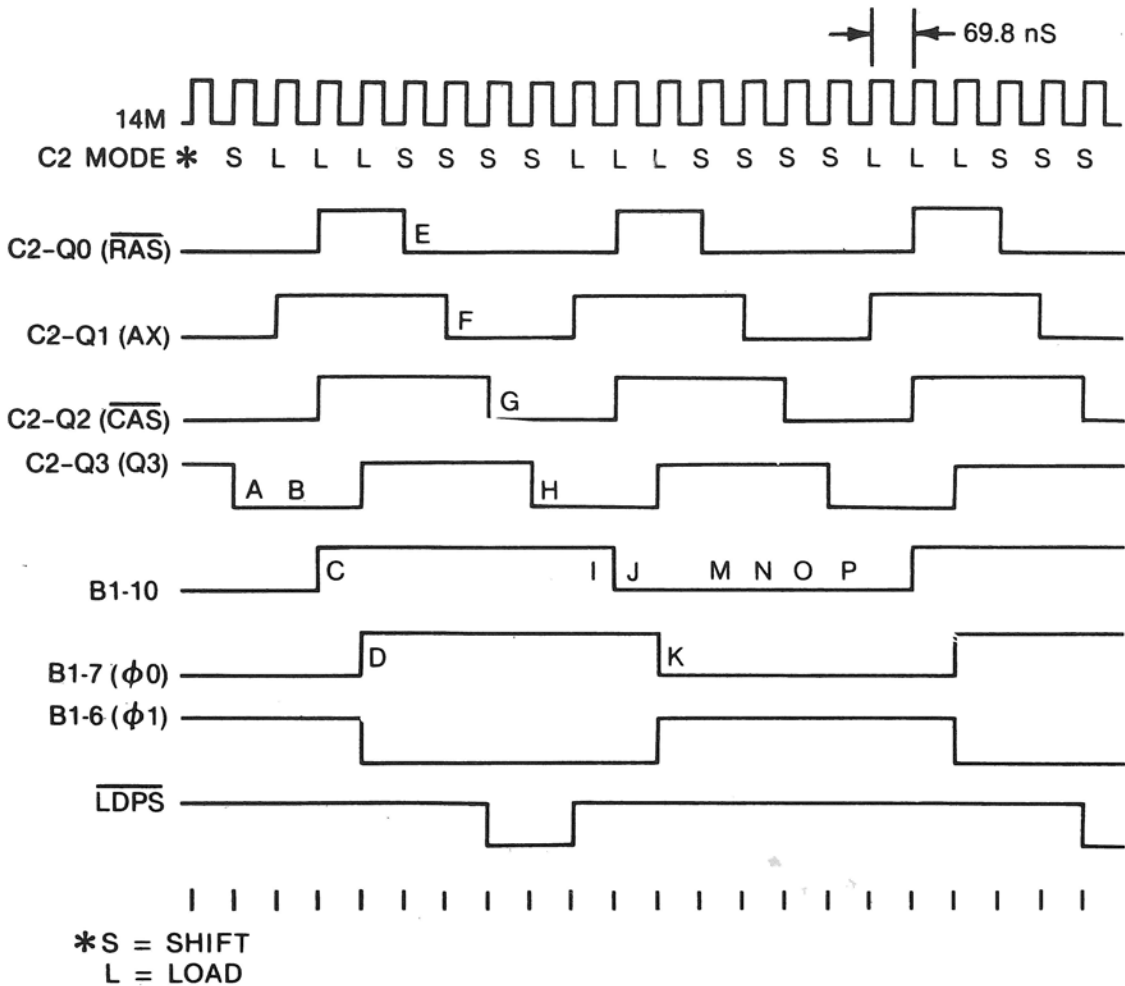 69.8 nS
14M
C2 MODE * S L L L S S S S L L L S S S S L L L S S S
C2-Q0 (RAS) E
C2-Q1 (AX) F
C2-Q2 (CAS) G
C2-Q3 (Q3) A B H
B1-10 C I J M N O P
B1-7 (ϕ0) D K
B1-6 (ϕ1)
LDPS
* S = SHIFT
L = LOAD